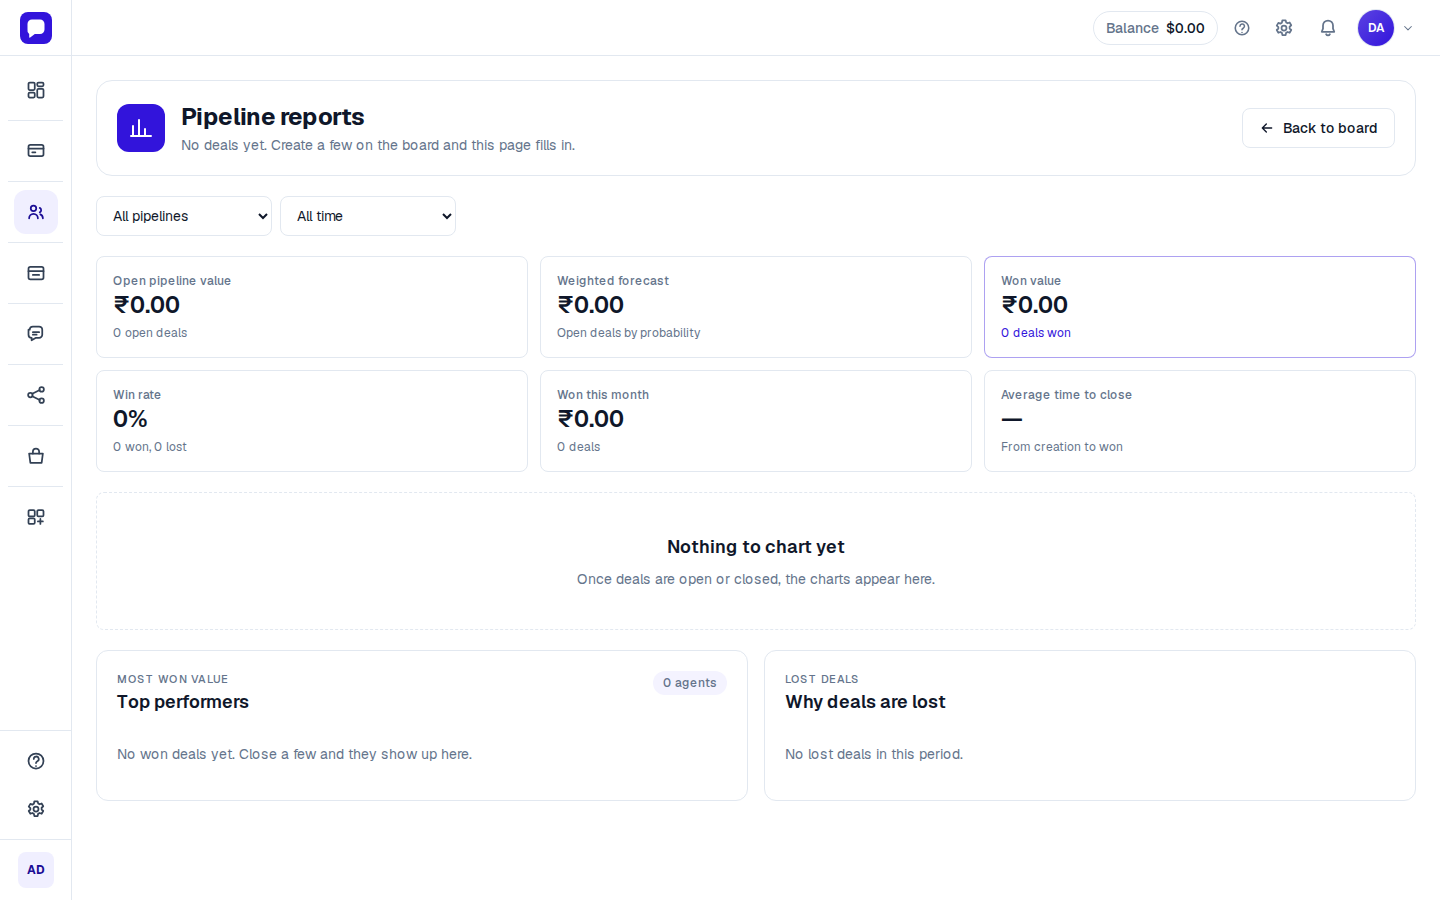 Balance $0.00
DA
Pipeline reports
No deals yet. Create a few on the board and this page fills in.
Back to board
All pipelines
All time
Open pipeline value
₹0.00
0 open deals
Weighted forecast
₹0.00
Open deals by probability
Won value
₹0.00
0 deals won
Win rate
0%
0 won, 0 lost
Won this month
₹0.00
0 deals
Average time to close
—
From creation to won
Nothing to chart yet
Once deals are open or closed, the charts appear here.
MOST WON VALUE
0 agents
Top performers
No won deals yet. Close a few and they show up here.
LOST DEALS
Why deals are lost
No lost deals in this period.
AD